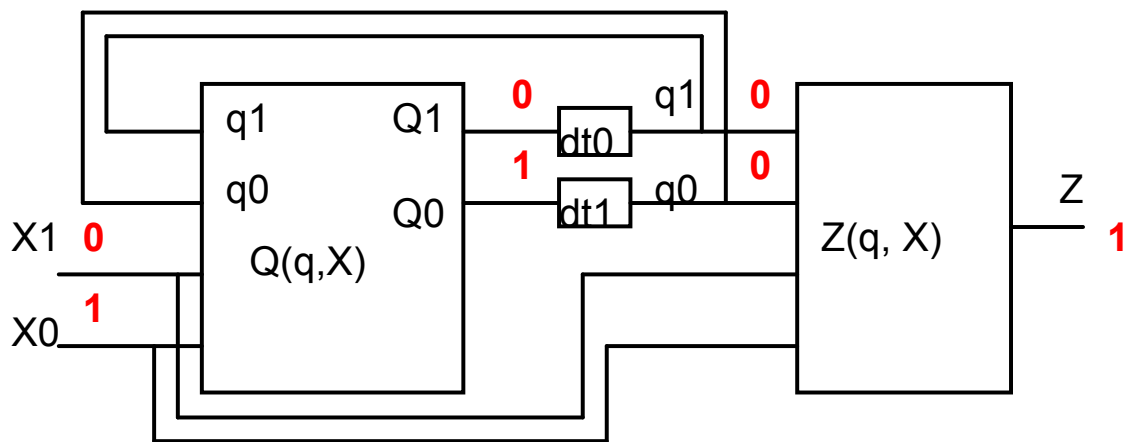 0 q1 0
q1 Q1
dt0
1 0
q0 q0 Z
Q0 dt1
X1 0 1
Q(q,X) Z(q, X)
1
X0